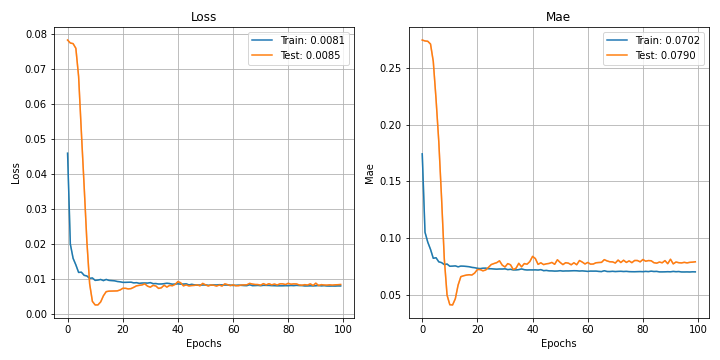 Loss
Train: 0.0081
Test: 0.0085
0.08
0.07
0.06
0.05
0.04
0.03
0.02
0.01
0.00
Loss
0 20 40 60 80 100
Epochs
Mae
Train: 0.0702
Test: 0.0790
0.25
0.20
0.15
0.10
0.05
Mae
0 20 40 60 80 100
Epochs